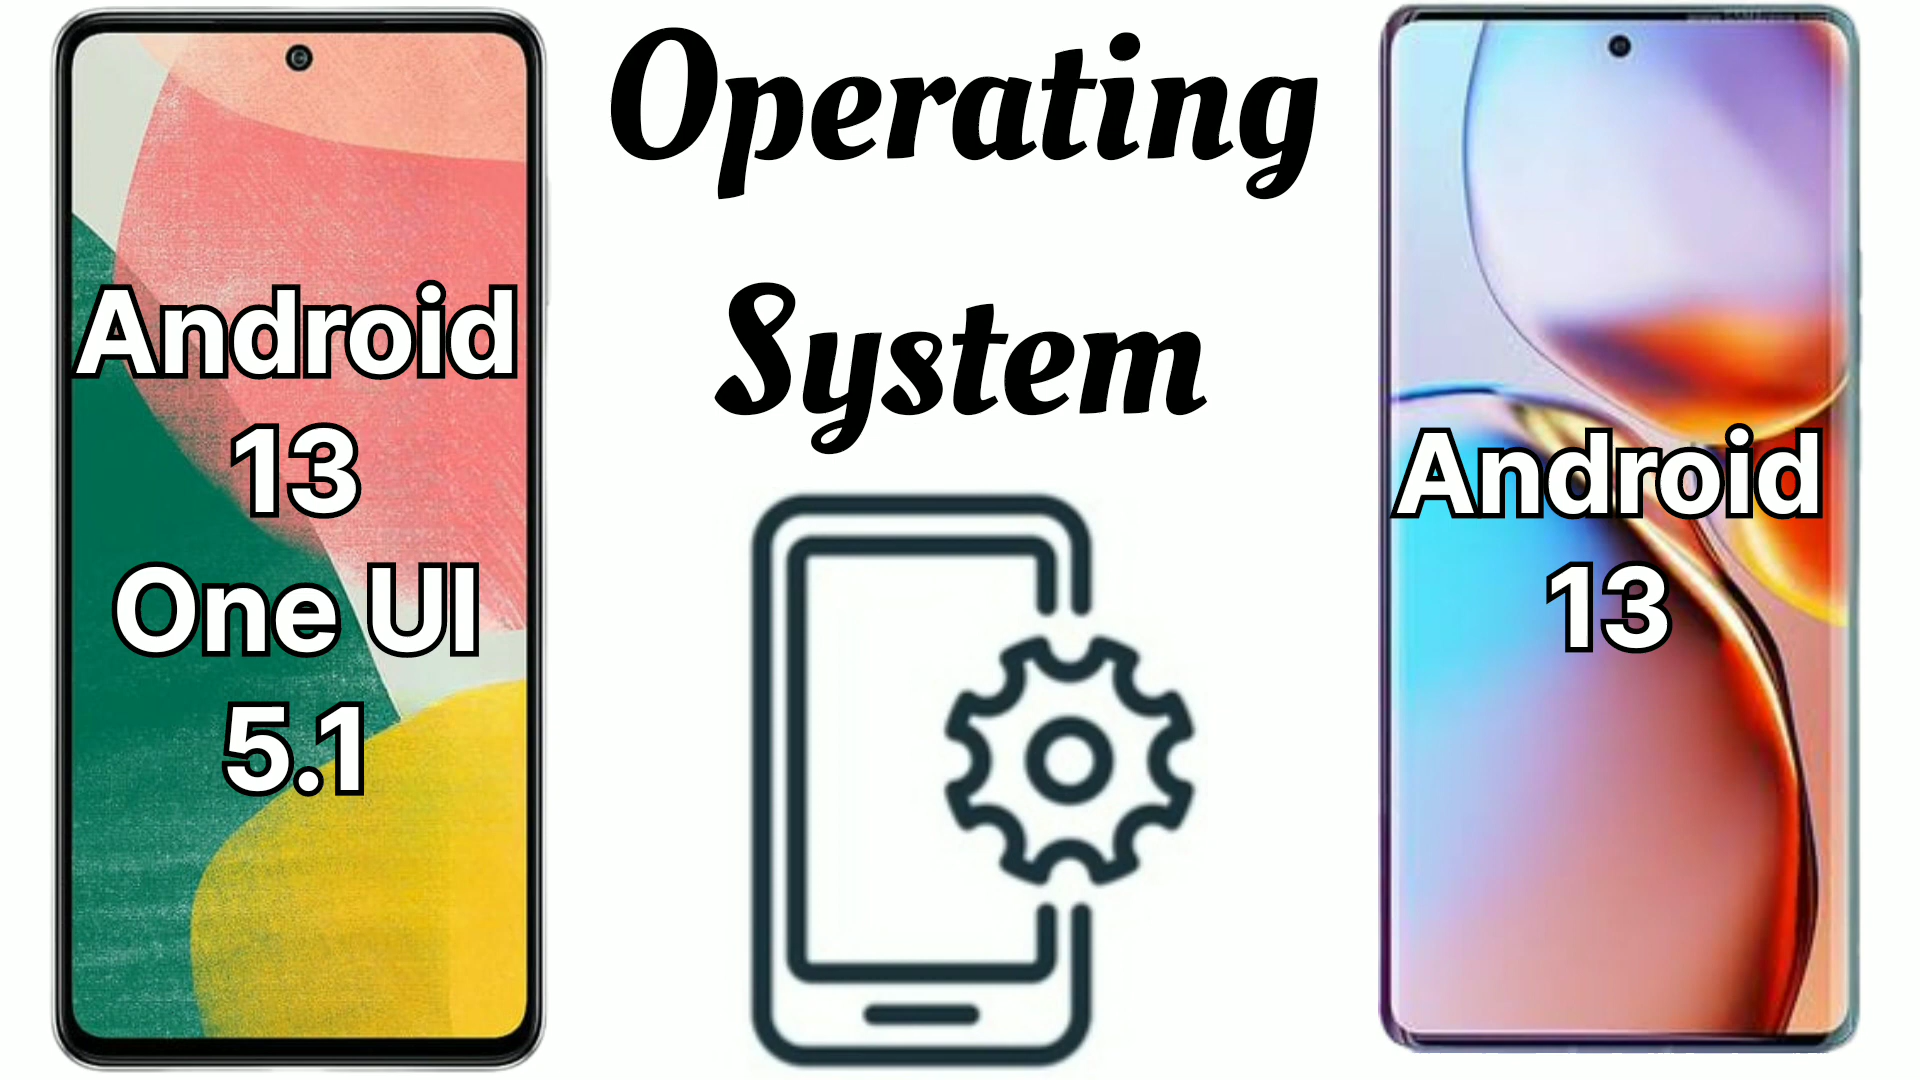 Operating
System
Android
13
One UI
5.1
Android
13